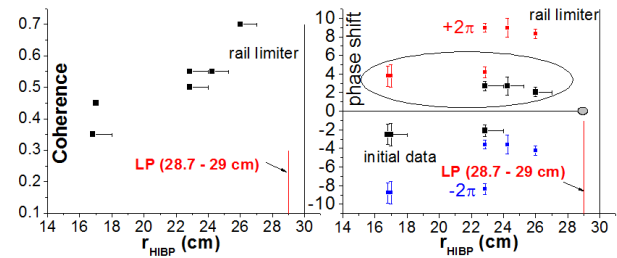 Coherence
0.7
0.6
0.5
0.4
0.3
0.2
0.1
rail limiter
LP (28.7 - 29 cm)
14 16 18 20 22 24 26 28 30
r_HIBP (cm)
phase shift
10
8
6
4
2
0
-2
-4
-6
-8
-10
+2π
rail limiter
initial data
LP (28.7 - 29 cm)
-2π
14 16 18 20 22 24 26 28 30
r_HIBP (cm)